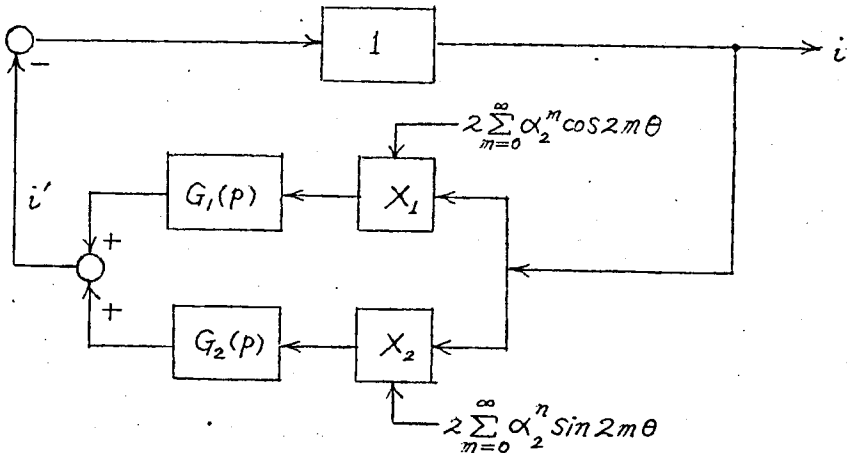 1
i
−
2∑_{m=0}^{∞} α_2^m cos 2mθ
G_1(p)
X_1
i′
+
+
G_2(p)
X_2
2∑_{m=0}^{∞} α_2^n sin 2mθ